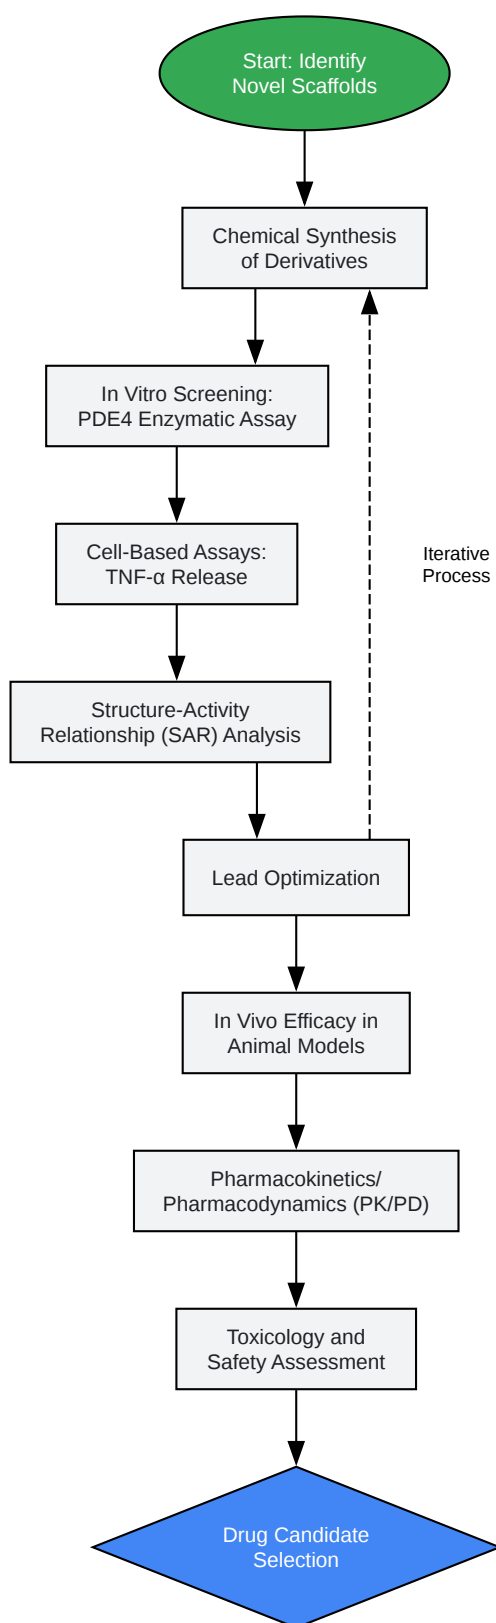 Start: Identify
Novel Scaffolds
Chemical Synthesis
of Derivatives
In Vitro Screening:
PDE4 Enzymatic Assay
Cell-Based Assays:
TNF-α Release
Iterative
Process
Structure-Activity
Relationship (SAR) Analysis
Lead Optimization
In Vivo Efficacy in
Animal Models
Pharmacokinetics/
Pharmacodynamics (PK/PD)
Toxicology and
Safety Assessment
Drug Candidate
Selection